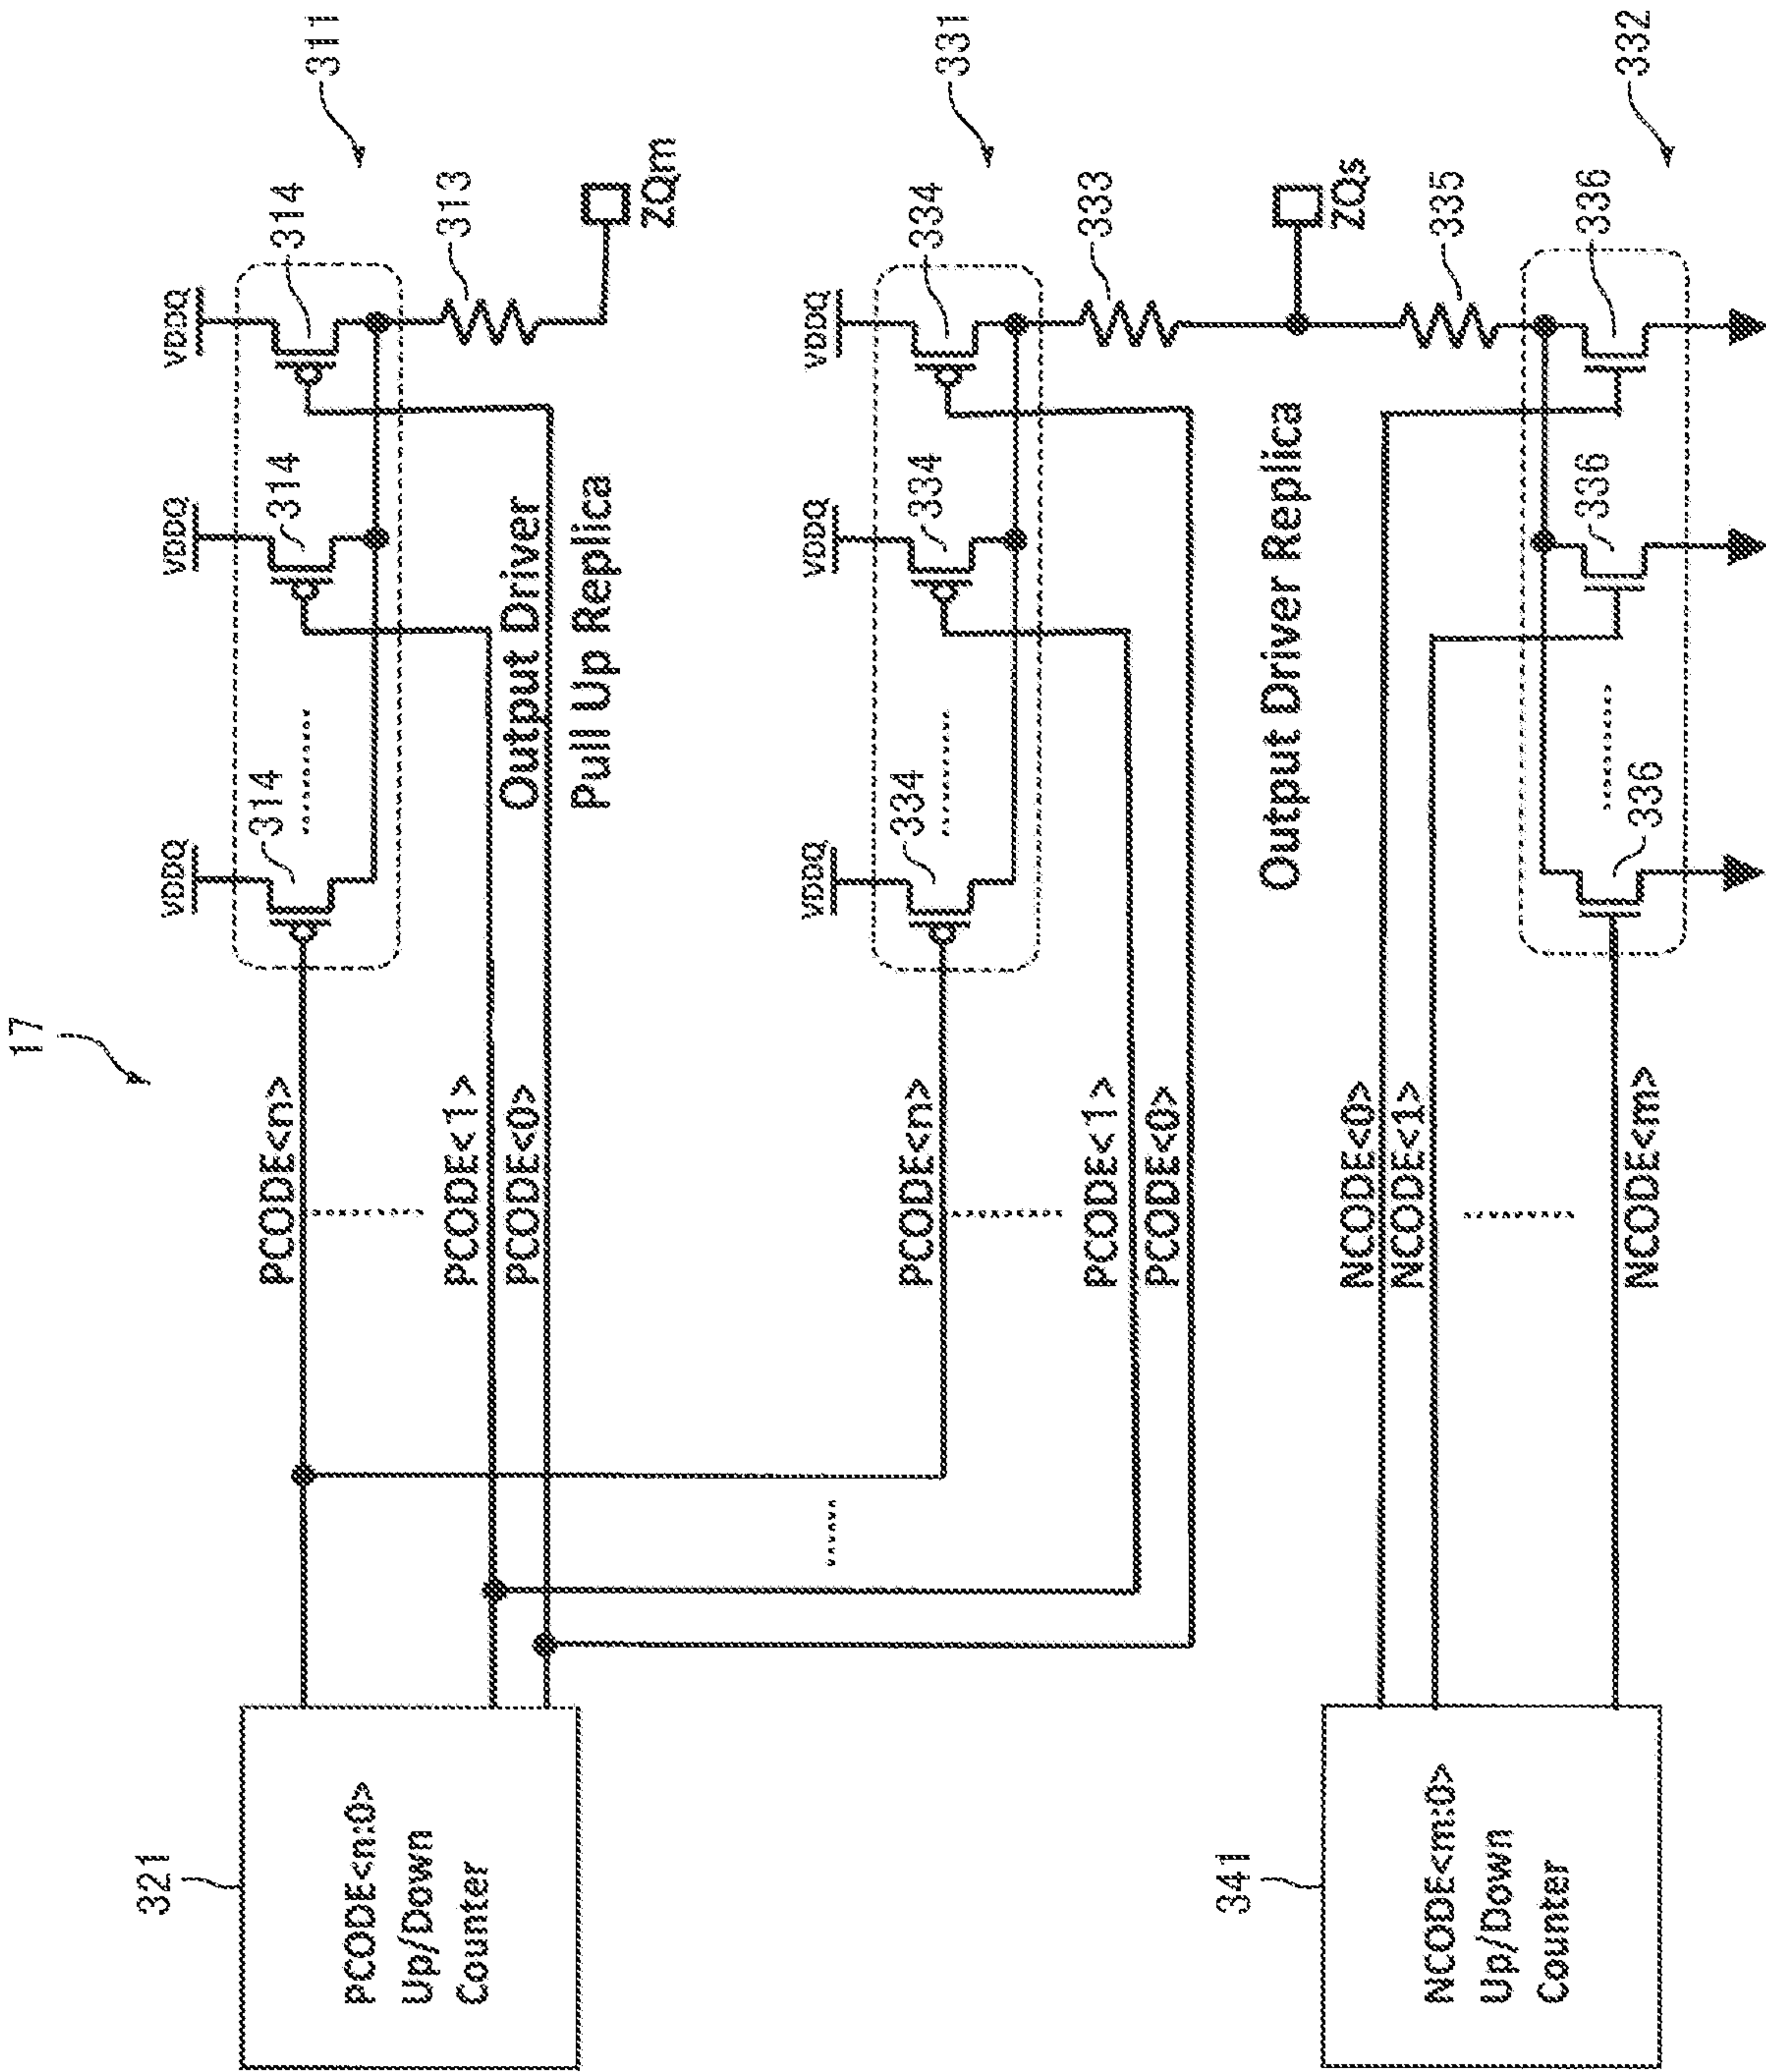 17
311
VDDQ
VDDQ
VDDQ
314
314
314
313
ZQm
PCODE<n>
PCODE<1>
PCODE<0>
Output Driver
Pull Up Replica
321
PCODE<n:0>
Up/Down
Counter
331
VDDQ
VDDQ
VDDQ
334
334
334
333
PCODE<n>
PCODE<1>
PCODE<0>
ZQs
Output Driver Replica
335
NCODE<0>
NCODE<1>
NCODE<m>
336
336
336
332
341
NCODE<m:0>
Up/Down
Counter